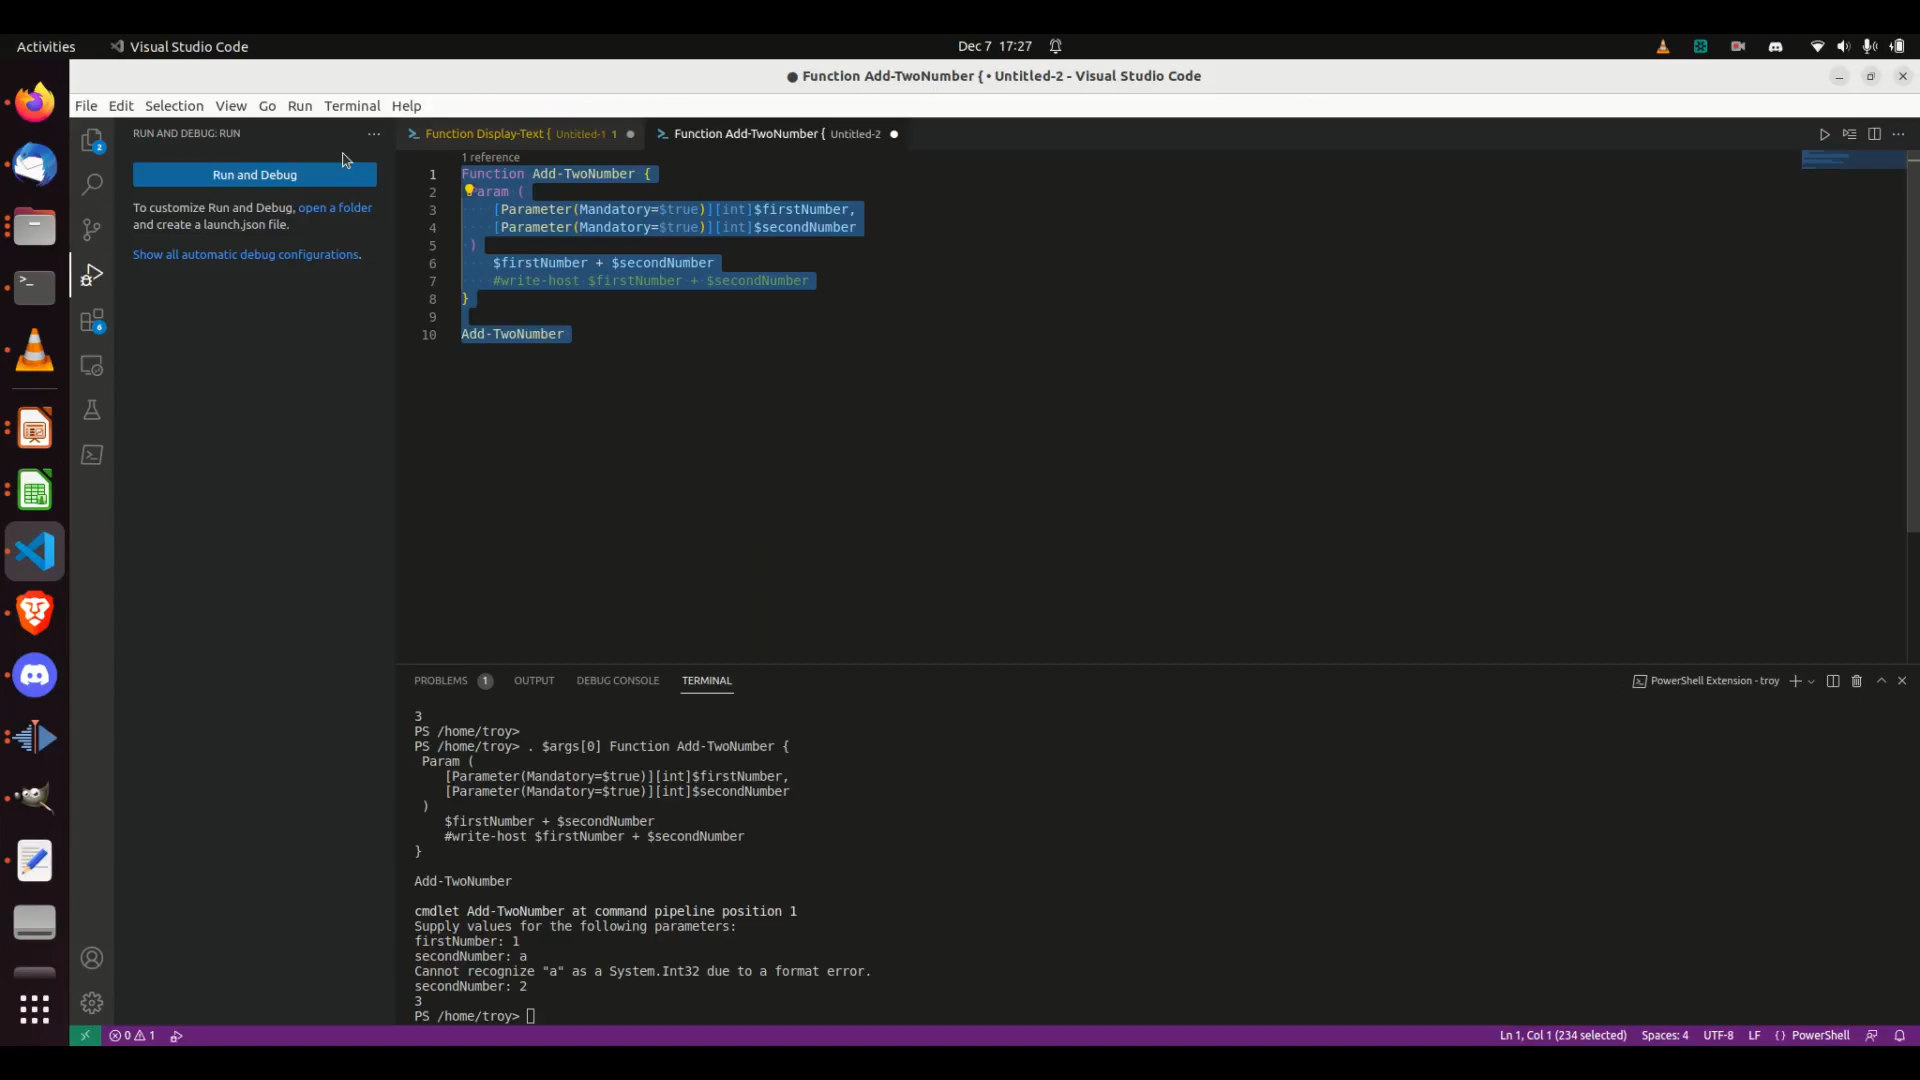 Activities
Visual Studio Code
Dec 7 17:27
● Function Add-TwoNumber { • Untitled-2 - Visual Studio Code
File Edit Selection View Go Run Terminal Help
RUN AND DEBUG: RUN
Function Display-Text { Untitled-1 1
Function Add-TwoNumber { Untitled-2
2
Run and Debug
To customize Run and Debug, open a folder
and create a launch.json file.
Show all automatic debug configurations.
6
1 reference
1 Function Add-TwoNumber {
2 aram (
3 [Parameter(Mandatory=$true)][int]$firstNumber,
4 [Parameter(Mandatory=$true)][int]$secondNumber
5 )
6 $firstNumber + $secondNumber
7 #write-host $firstNumber + $secondNumber
8 }
9
10 Add-TwoNumber
PROBLEMS 1 OUTPUT DEBUG CONSOLE TERMINAL
PowerShell Extension - troy
3
PS /home/troy>
PS /home/troy> . $args[0] Function Add-TwoNumber {
Param (
[Parameter(Mandatory=$true)][int]$firstNumber,
[Parameter(Mandatory=$true)][int]$secondNumber
)
$firstNumber + $secondNumber
#write-host $firstNumber + $secondNumber
}
Add-TwoNumber
cmdlet Add-TwoNumber at command pipeline position 1
Supply values for the following parameters:
firstNumber: 1
secondNumber: a
Cannot recognize "a" as a System.Int32 due to a format error.
secondNumber: 2
3
PS /home/troy>
0 1
Ln 1, Col 1 (234 selected) Spaces: 4 UTF-8 LF {} PowerShell